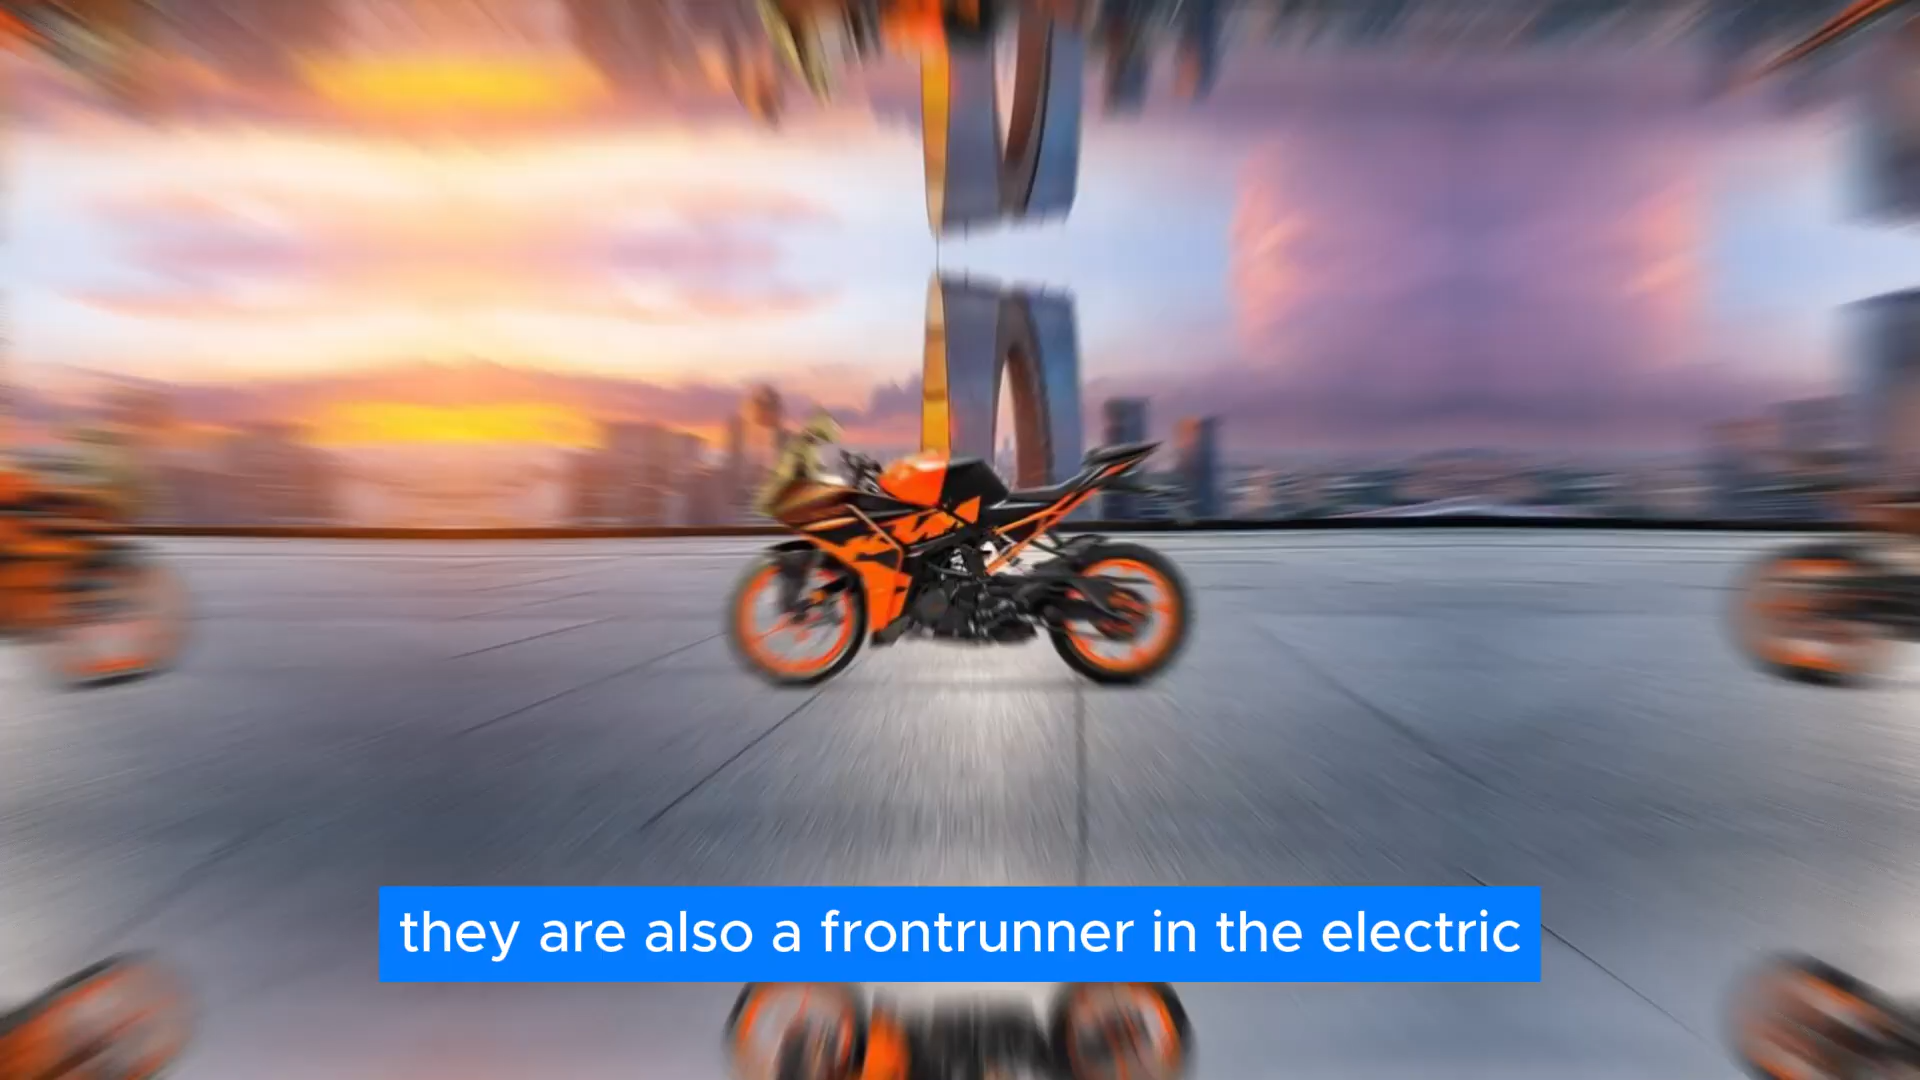 they are also a frontrunner in the electric